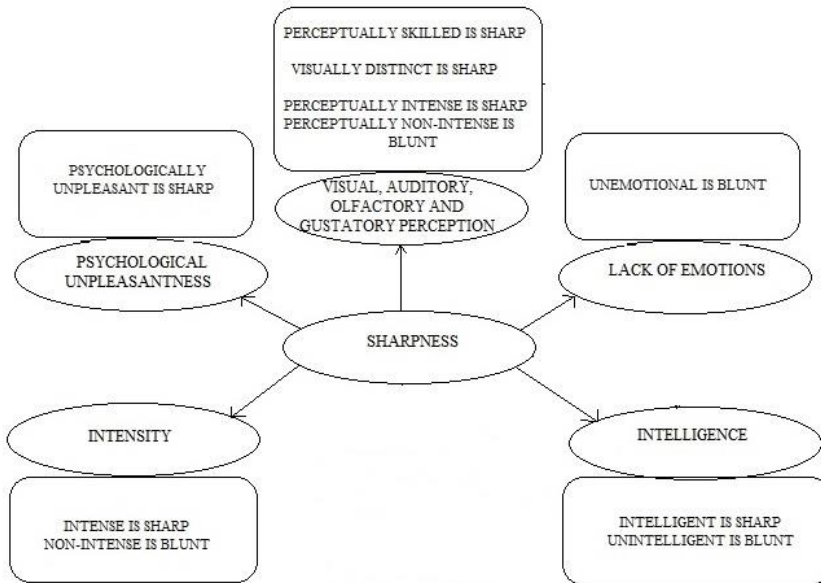 PERCEPTUALLY SKILLED IS SHARP
VISUALLY DISTINCT IS SHARP
PERCEPTUALLY INTENSE IS SHARP
PERCEPTUALLY NON-INTENSE IS
BLUNT
VISUAL, AUDITORY,
OLFACTORY AND
GUSTATORY PERCEPTION
PSYCHOLOGICALLY
UNPLEASANT IS SHARP
PSYCHOLOGICAL
UNPLEASANTNESS
UNEMOTIONAL IS BLUNT
LACK OF EMOTIONS
SHARPNESS
INTENSITY
INTENSE IS SHARP
NON-INTENSE IS BLUNT
INTELLIGENCE
INTELLIGENT IS SHARP
UNINTELLIGENT IS BLUNT